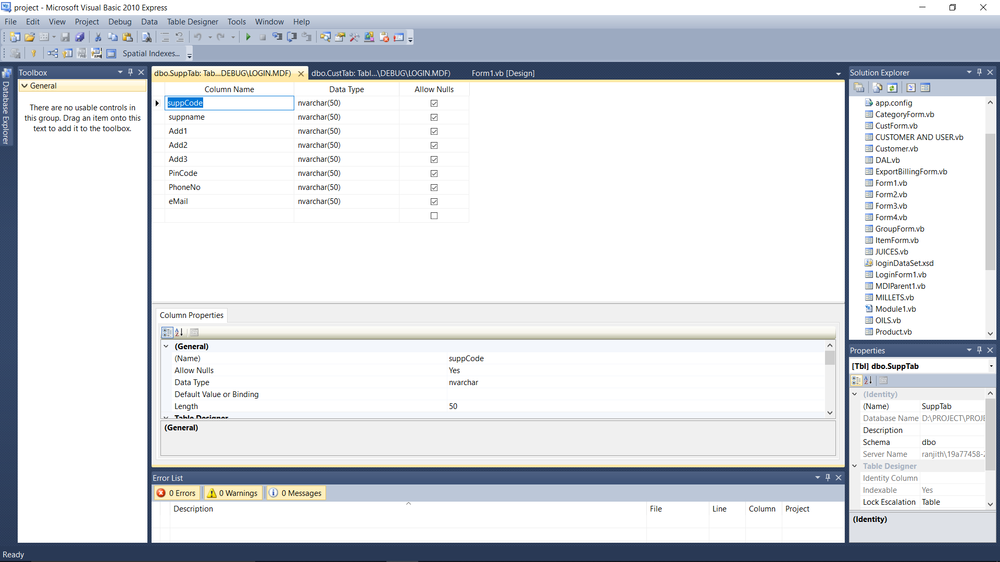 project - Microsoft Visual Basic 2010 Express
File Edit View Project Debug Data Table Designer Tools Window Help
Spatial Indexes...
Database Explorer
Toolbox
General
There are no usable controls in
this group. Drag an item onto this
text to add it to the toolbox.
dbo.SuppTab: Tab...DEBUG\LOGIN.MDF) dbo.CustTab: Tabl...\DEBUG\LOGIN.MDF) Form1.vb [Design]
Column Name Data Type Allow Nulls
suppCode nvarchar(50)
suppname nvarchar(50)
Add1 nvarchar(50)
Add2 nvarchar(50)
Add3 nvarchar(50)
PinCode nvarchar(50)
PhoneNo nvarchar(50)
eMail nvarchar(50)
Column Properties
(General)
(Name) suppCode
Allow Nulls Yes
Data Type nvarchar
Default Value or Binding
Length 50
Table Designer
(General)
Error List
0 Errors 0 Warnings 0 Messages
Description File Line Column Project
Solution Explorer
app.config
CategoryForm.vb
CustForm.vb
CUSTOMER AND USER.vb
Customer.vb
DAL.vb
ExportBillingForm.vb
Form1.vb
Form2.vb
Form3.vb
Form4.vb
GroupForm.vb
ItemForm.vb
JUICES.vb
loginDataSet.xsd
LoginForm1.vb
MDIParent1.vb
MILLETS.vb
Module1.vb
OILS.vb
Product.vb
Properties
[Tbl] dbo.SuppTab
(Identity)
(Name) SuppTab
Database Name D:\PROJECT\PROJE
Description
Schema dbo
Server Name ranjith\19a77458-2
Table Designer
Identity Column
Indexable Yes
Lock Escalation Table
(Identity)
Ready